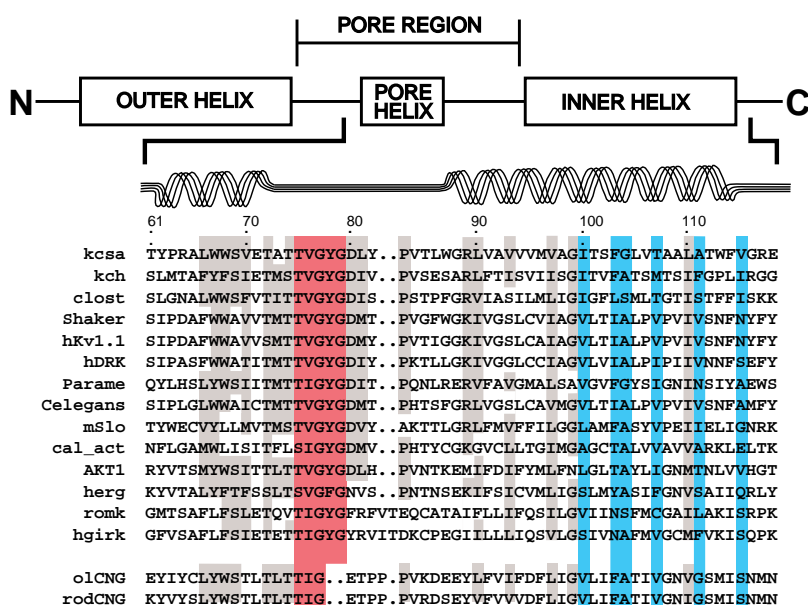 PORE REGION
N OUTER HELIX PORE HELIX INNER HELIX C
61 70 80 90 100 110
kcsa TYPRALWWSVETATTVGYGDLY..PVTLWGRLVAVVVMVAGITSFGLVTAALATWFVGRE
kch SLMTAFYFSIETMSTVGYGDIV..PVSESARLFTISVIISGITVFATSMTSIFGPLIRGG
clost SLGNALWWSFVTITTVGYGDIS..PSTPFGRVIASILMLIGIGFLSMLTGTISTFFISKK
Shaker SIPDAFWWAVVTMTTVGYGDMT..PVGFWGKIVGSLCAIAGVLTIALPVPVIVSNFNYFY
hKv1.1 SIPDAFWWAVVSMTTVGYGDMY..PVTIGGKIVGSLCAIAGVLTIALPVPVIVSNFNYFY
hDRK SIPASFWWATITMTTVGYGDIY..PKTLLGKIVGGLCCIAGVLVIALPIPIIVNNFSEFY
Parame QYLHSLYWSIITMTTIGYGDIT..PQNLRERVFAVGMALSAVGVFGYSIGNINSIYAEWS
Celegans SIPLGLWWAICTMTTVGYGDMT..PHTSFGRLVGSLCAVMGVLTIALPVPVIVSNFAMFY
mSlo TYWECVYLLMVTMSTVGYGDVY..AKTTLGRLFMVFFILGGLAMFASYVPEIIELIGNRK
cal_act NFLGAMWLISITFLSIGYGDMV..PHTYCGKGVCLLTGIMGAGCTALVVAVVARKLELTK
AKT1 RYVTSMYWSITTLTTVGYGDLH..PVNTKEMIFDIFYMLFNLGLTAYLIGNMTNLVVHGT
herg KYVTALYFTFSSLTSVGFGNVS..PNTNSEKIFSICVMLIGSLMYASIFGNVSAIIQRLY
romk GMTSAFLFSLETQVTIGYGFRFVTEQCATAIFLLIFQSILGVIINSFMCGAILAKISRPK
hgirk GFVSAFLFSIETETTIGYGYRVITDKCPEGIILLLIQSVLGSIVNAFMVGCMFVKISQPK
olCNG EYIYCLYWSTLTLTTIG..ETPP.PVKDEEYLFVIFDFLIGVLIFATIVGNVGSMISNMN
rodCNG KYVYSLYWSTLTLTTIG..ETPP.PVRDSEYVFVVVDFLIGVLIFATIVGNIGSMISNMN